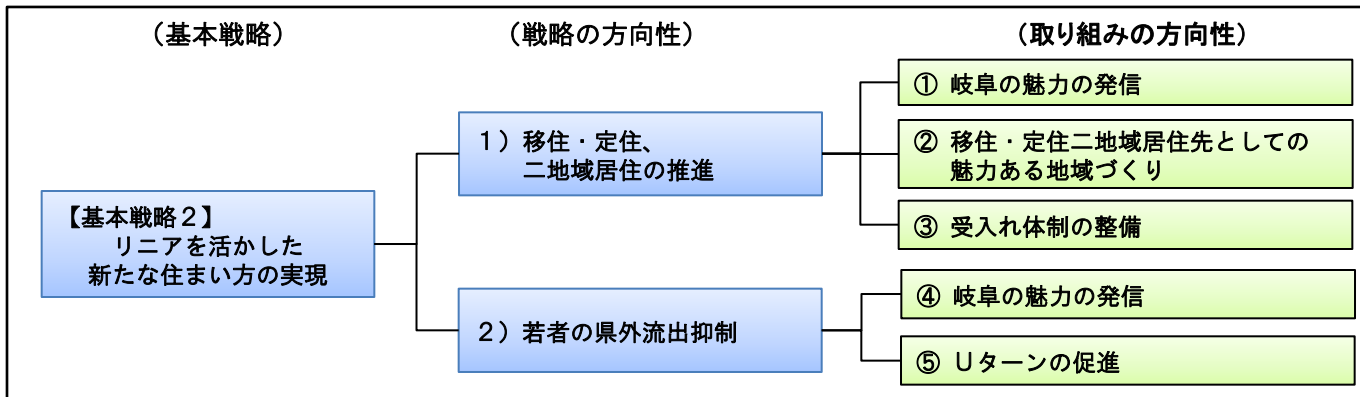 （基本戦略）
（戦略の方向性）
（取り組みの方向性）
【基本戦略２】
リニアを活かした
新たな住まい方の実現
１）移住・定住、
二地域居住の推進
① 岐阜の魅力の発信
② 移住・定住二地域居住先としての
魅力ある地域づくり
③ 受入れ体制の整備
２）若者の県外流出抑制
④ 岐阜の魅力の発信
⑤ Ｕターンの促進